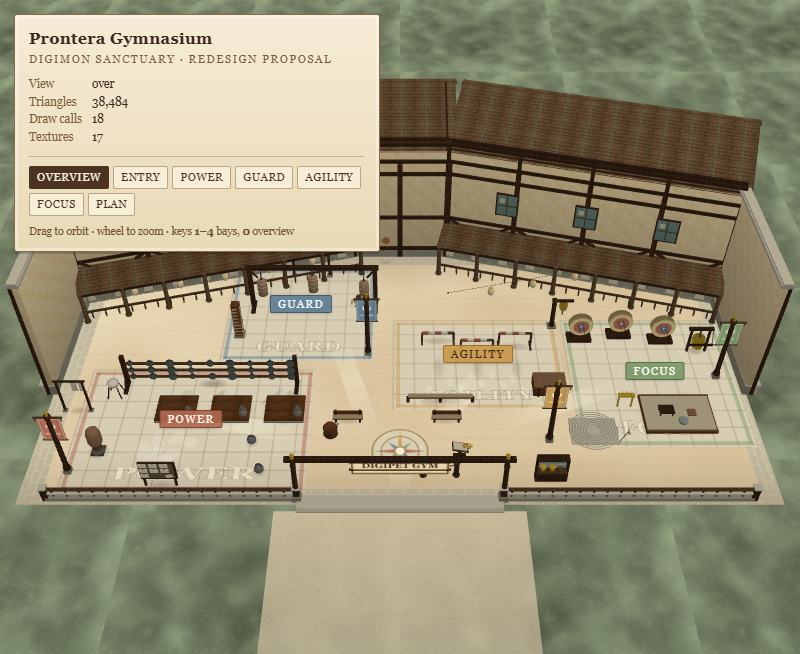 Prontera Gymnasium
DIGIMON SANCTUARY · REDESIGN PROPOSAL
View over
Triangles 38,484
Draw calls 18
Textures 17
OVERVIEW ENTRY POWER GUARD AGILITY
FOCUS PLAN
Drag to orbit · wheel to zoom · keys 1–4 bays, 0 overview
GUARD
GUARD
AGILITY
AGILITY
FOCUS
POWER
POWER
DIGIPET GYM